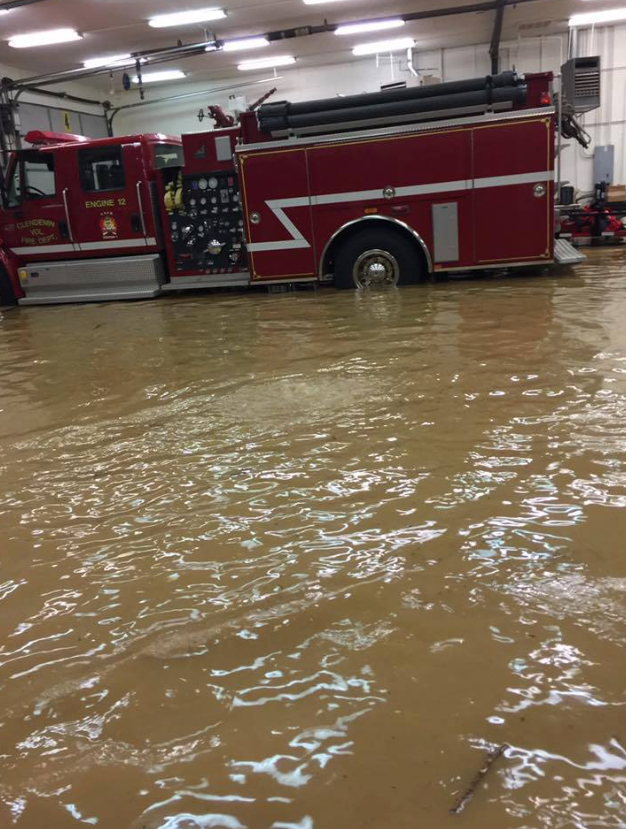 ENGINE 12
CLENDENIN
VOL.
FIRE DEPT.